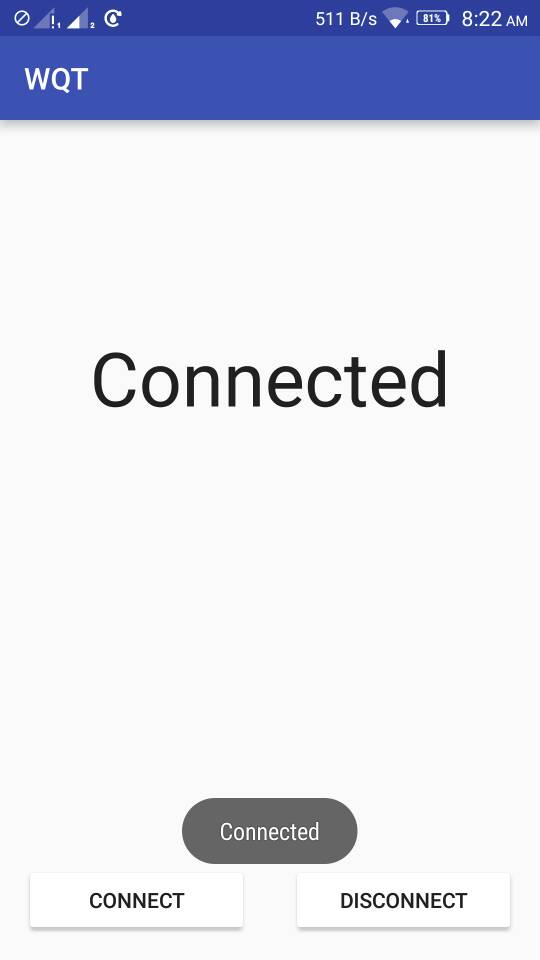 511 B/s 81% 8:22 AM
WQT
Connected
Connected
CONNECT DISCONNECT